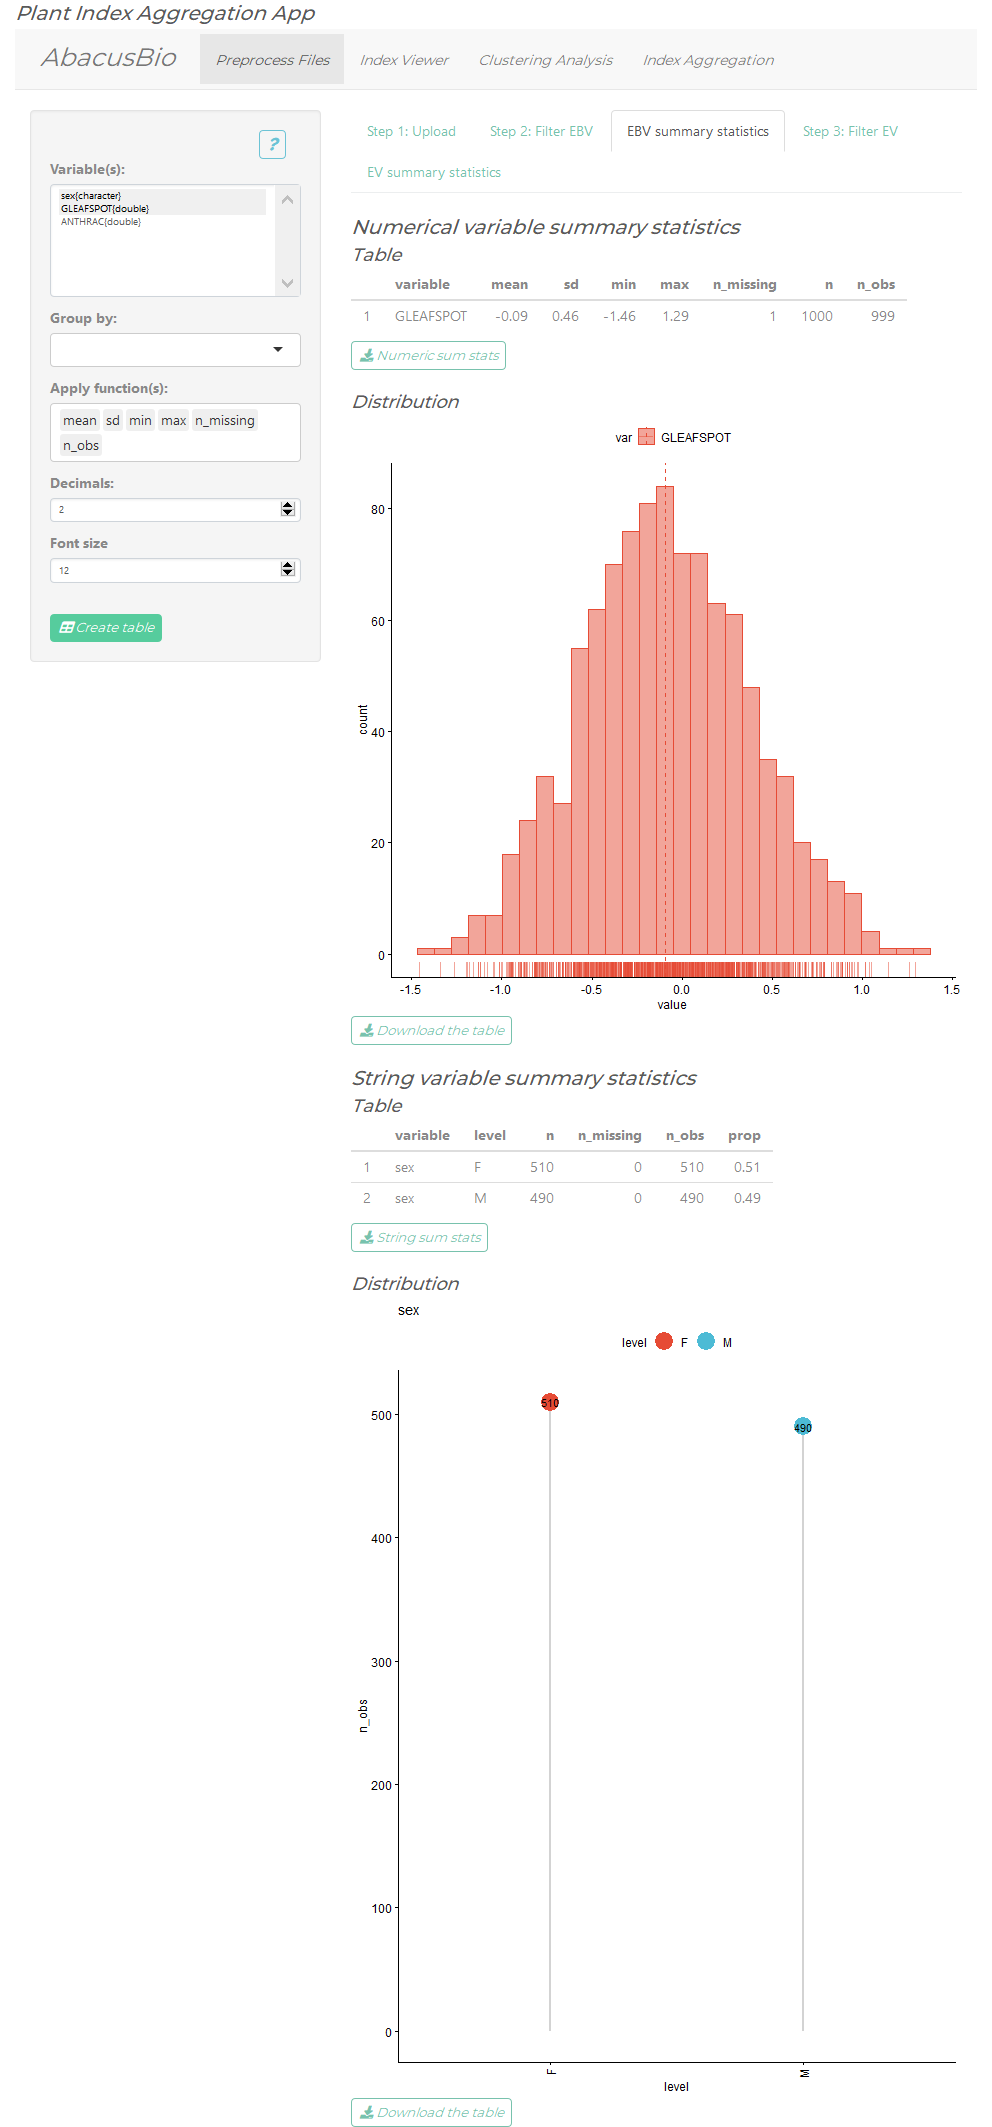 Plant Index Aggregation App
AbacusBio Preprocess Files Index Viewer Clustering Analysis Index Aggregation
?
Variable(s):
sex{character}
GLEAFSPOT{double}
ANTHRAC{double}
Group by:
Apply function(s):
mean sd min max n_missing
n_obs
Decimals:
2
Font size
12
Create table
Step 1: Upload Step 2: Filter EBV EBV summary statistics Step 3: Filter EV
EV summary statistics
Numerical variable summary statistics
Table
variable mean sd min max n_missing n n_obs
1 GLEAFSPOT -0.09 0.46 -1.46 1.29 1 1000 999
Numeric sum stats
Distribution
var GLEAFSPOT
80
60
count
40
20
0
-1.5 -1.0 -0.5 0.0 0.5 1.0 1.5
value
Download the table
String variable summary statistics
Table
variable level n n_missing n_obs prop
1 sex F 510 0 510 0.51
2 sex M 490 0 490 0.49
String sum stats
Distribution
sex
level F M
510
500
490
400
300
n_obs
200
100
0
F M
level
Download the table